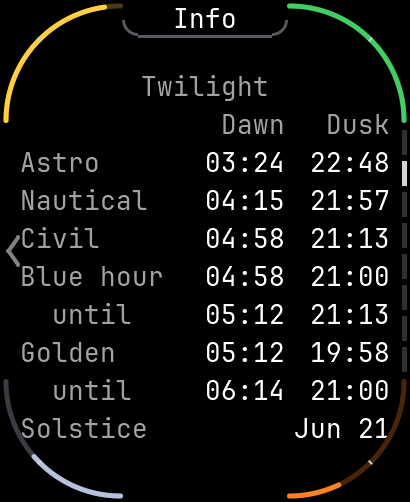 Info
Twilight
Dawn Dusk
Astro 03:24 22:48
Nautical 04:15 21:57
Civil 04:58 21:13
Blue hour 04:58 21:00
until 05:12 21:13
Golden 05:12 19:58
until 06:14 21:00
Solstice Jun 21